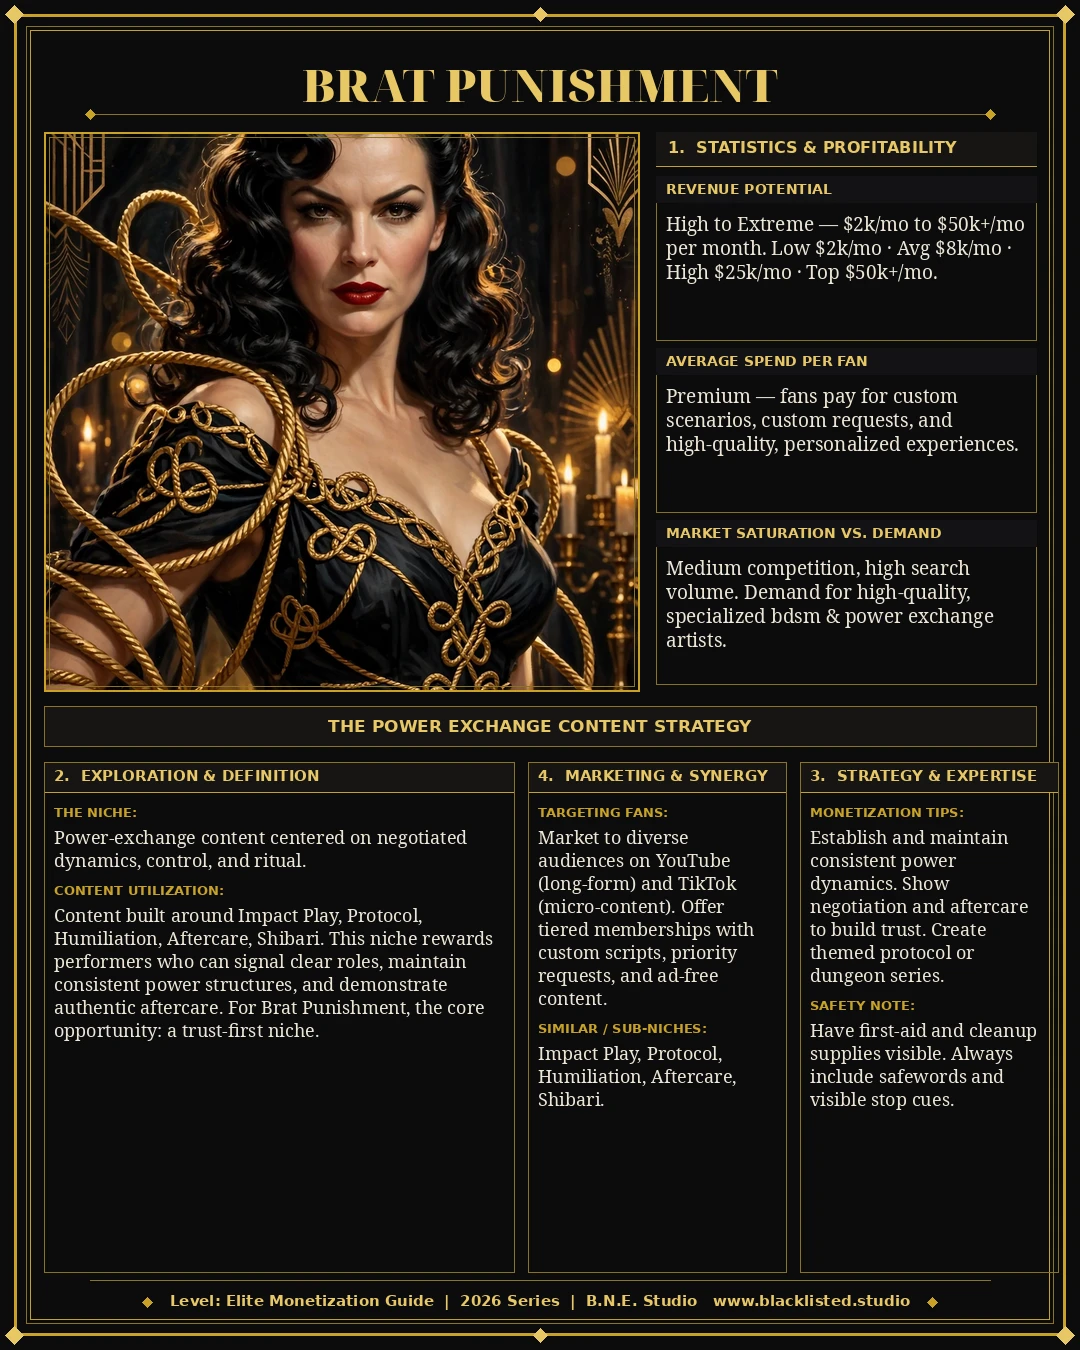 BRAT PUNISHMENT
1. STATISTICS & PROFITABILITY
REVENUE POTENTIAL
High to Extreme — $2k/mo to $50k+/mo
per month. Low $2k/mo · Avg $8k/mo ·
High $25k/mo · Top $50k+/mo.
AVERAGE SPEND PER FAN
Premium — fans pay for custom
scenarios, custom requests, and
high-quality, personalized experiences.
MARKET SATURATION VS. DEMAND
Medium competition, high search
volume. Demand for high-quality,
specialized bdsm & power exchange
artists.
THE POWER EXCHANGE CONTENT STRATEGY
2. EXPLORATION & DEFINITION
THE NICHE:
Power-exchange content centered on negotiated
dynamics, control, and ritual.
CONTENT UTILIZATION:
Content built around Impact Play, Protocol,
Humiliation, Aftercare, Shibari. This niche rewards
performers who can signal clear roles, maintain
consistent power structures, and demonstrate
authentic aftercare. For Brat Punishment, the core
opportunity: a trust-first niche.
4. MARKETING & SYNERGY
TARGETING FANS:
Market to diverse
audiences on YouTube
(long-form) and TikTok
(micro-content). Offer
tiered memberships with
custom scripts, priority
requests, and ad-free
content.
SIMILAR / SUB-NICHES:
Impact Play, Protocol,
Humiliation, Aftercare,
Shibari.
3. STRATEGY & EXPERTISE
MONETIZATION TIPS:
Establish and maintain
consistent power
dynamics. Show
negotiation and aftercare
to build trust. Create
themed protocol or
dungeon series.
SAFETY NOTE:
Have first-aid and cleanup
supplies visible. Always
include safewords and
visible stop cues.
Level: Elite Monetization Guide | 2026 Series | B.N.E. Studio www.blacklisted.studio